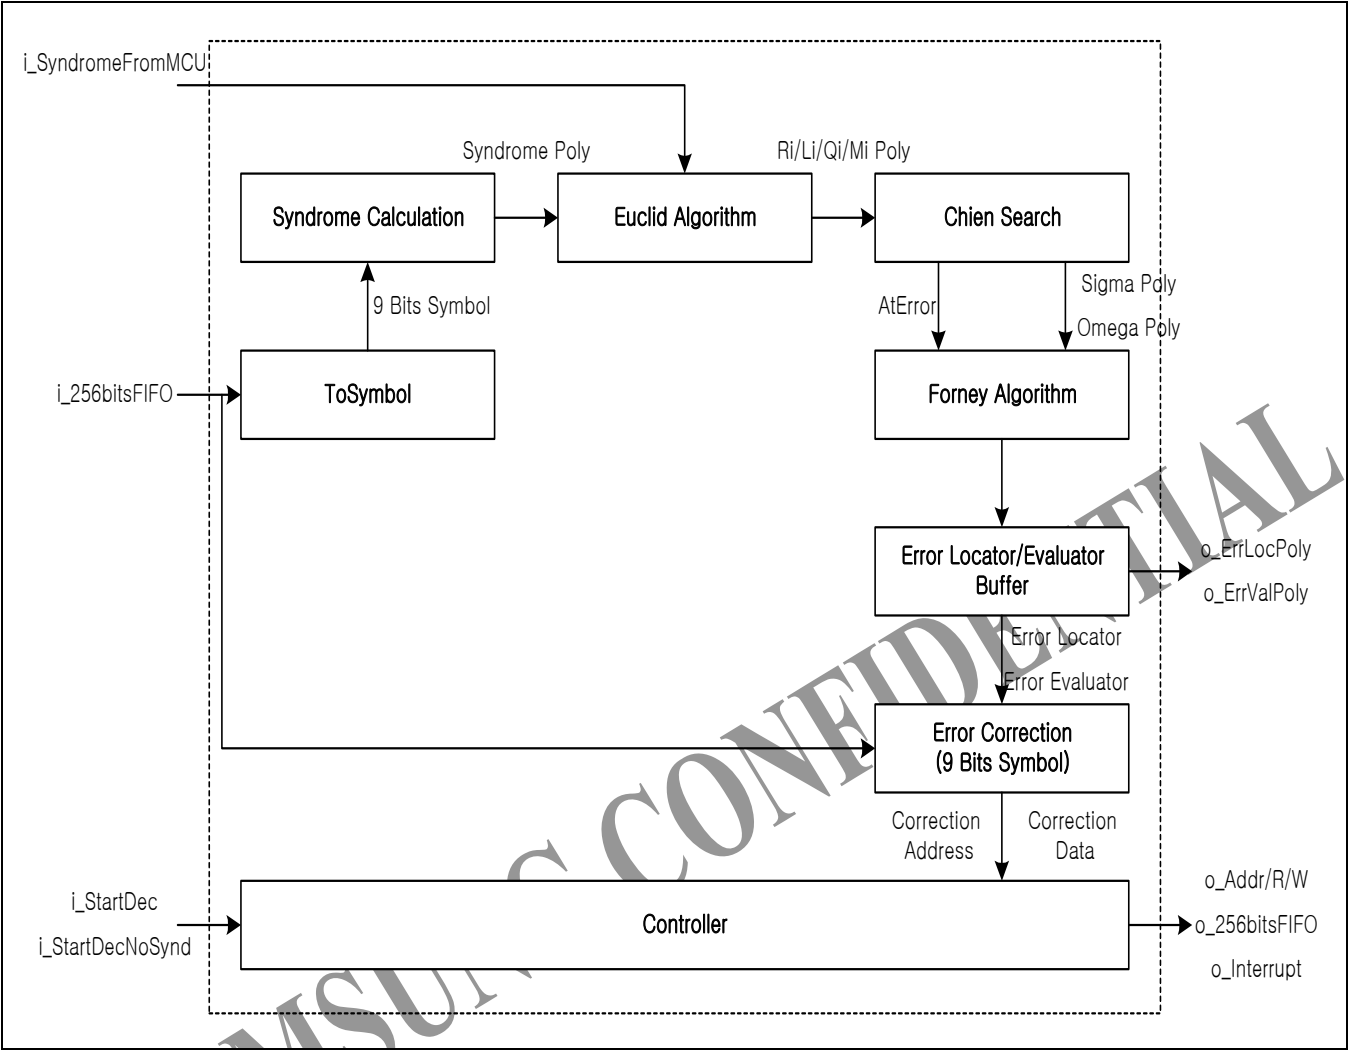 i_SyndromeFromMCU
Syndrome Poly
Ri/Li/Qi/Mi Poly
Syndrome Calculation
Euclid Algorithm
Chien Search
9 Bits Symbol
AtError
Sigma Poly
Omega Poly
i_256bitsFIFO
ToSymbol
Forney Algorithm
Error Locator/Evaluator
Buffer
o_ErrLocPoly
o_ErrValPoly
Error Locator
Error Evaluator
Error Correction
(9 Bits Symbol)
Correction
Address
Correction
Data
i_StartDec
i_StartDecNoSynd
Controller
o_Addr/R/W
o_256bitsFIFO
o_Interrupt
MSUNG CONFIDENTIAL